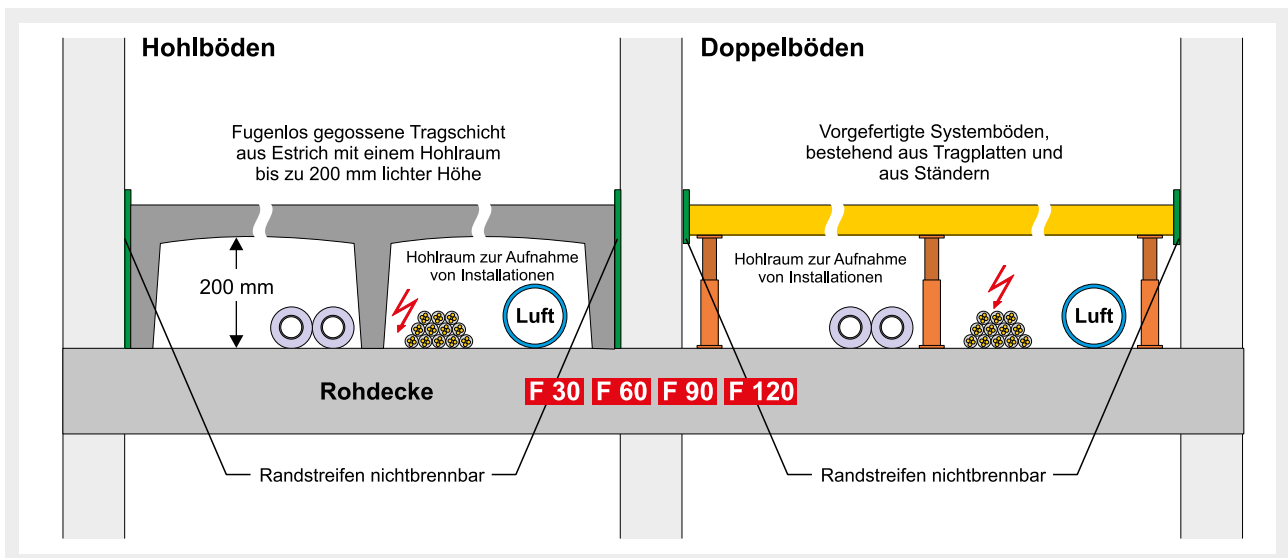 Hohlböden
Fugenlos gegossene Tragschicht
aus Estrich mit einem Hohlraum
bis zu 200 mm lichter Höhe
Hohlraum zur Aufnahme
von Installationen
200 mm
Luft
Doppelböden
Vorgefertigte Systemböden,
bestehend aus Tragplatten und
aus Ständern
Hohlraum zur Aufnahme
von Installationen
Luft
Rohdecke
F 30 F 60 F 90 F 120
Randstreifen nichtbrennbar
Randstreifen nichtbrennbar